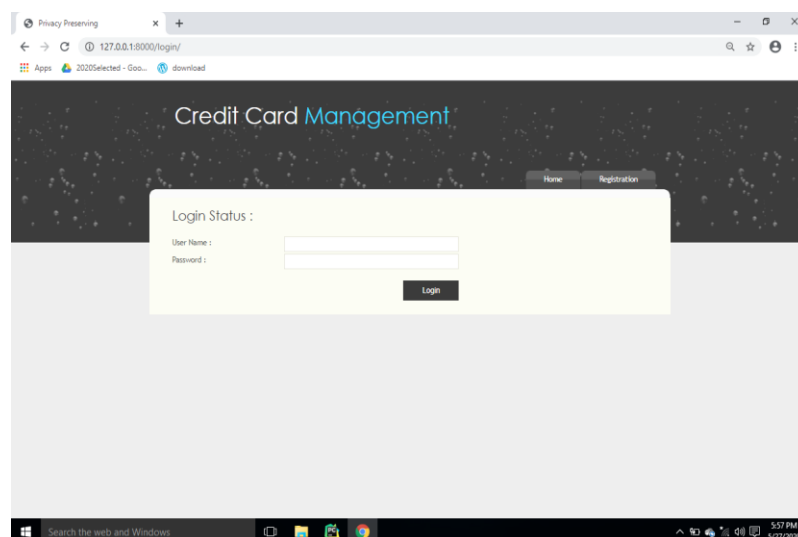 Privacy Preserving
127.0.0.1:8000/login/
Apps 2020Selected - Goo... download
Credit Card Management
Home Registration
Login Status :
User Name :
Password :
Login
Search the web and Windows
PC
5:57 PM